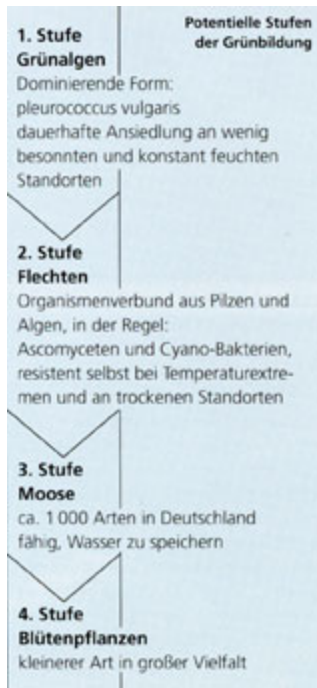 Potentielle Stufen
der Grünbildung
1. Stufe
Grünalgen
Dominierende Form:
pleurococcus vulgaris
dauerhafte Ansiedlung an wenig
besonnten und konstant feuchten
Standorten
2. Stufe
Flechten
Organismenverbund aus Pilzen und
Algen, in der Regel:
Ascomyceten und Cyano-Bakterien,
resistent selbst bei Temperaturextre-
men und an trockenen Standorten
3. Stufe
Moose
ca. 1 000 Arten in Deutschland
fähig, Wasser zu speichern
4. Stufe
Blütenpflanzen
kleinerer Art in großer Vielfalt